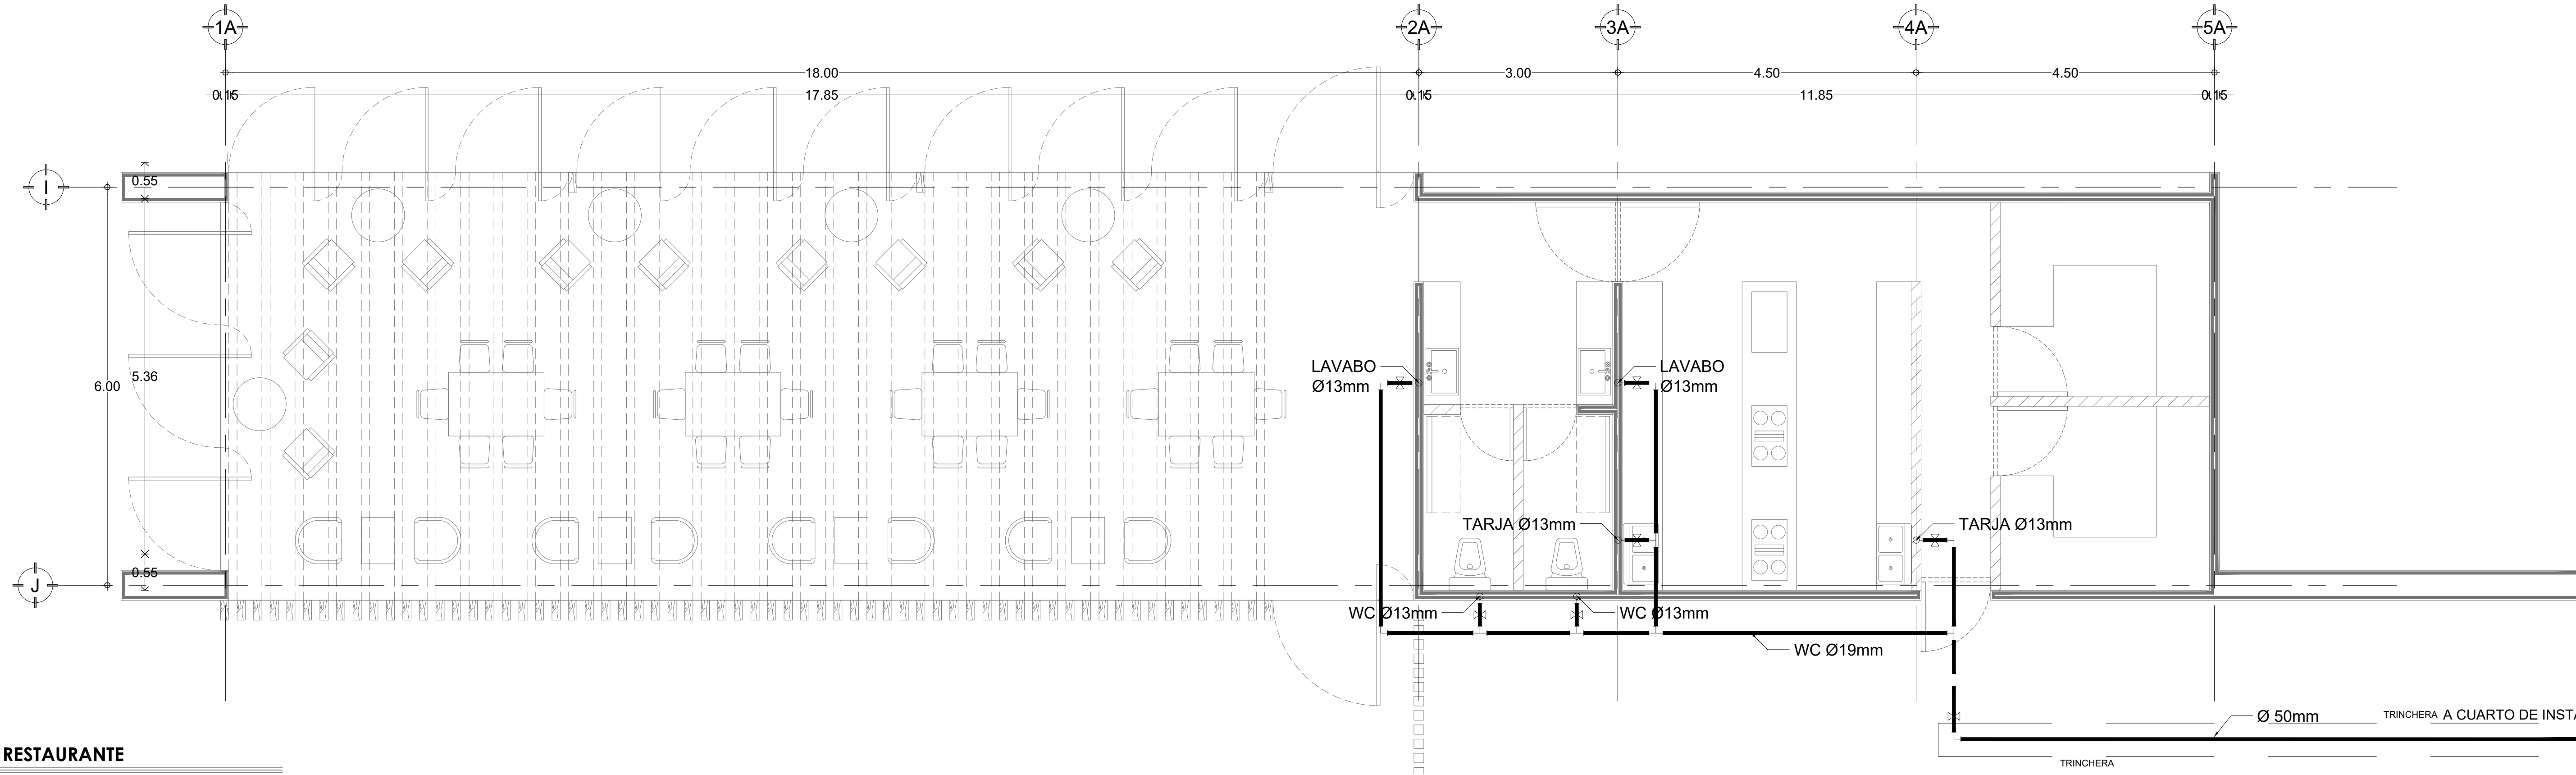 1A
2A
3A
4A
5A
18.00
3.00
4.50
4.50
0.15
17.85
0.15
11.85
0.15
I
0.55
LAVABO
Ø13mm
LAVABO
Ø13mm
5.36
6.00
TARJA Ø13mm
TARJA Ø13mm
0.55
J
WC Ø13mm
WC Ø13mm
WC Ø19mm
Ø 50mm
TRINCHERA A CUARTO DE INSTA
RESTAURANTE
TRINCHERA